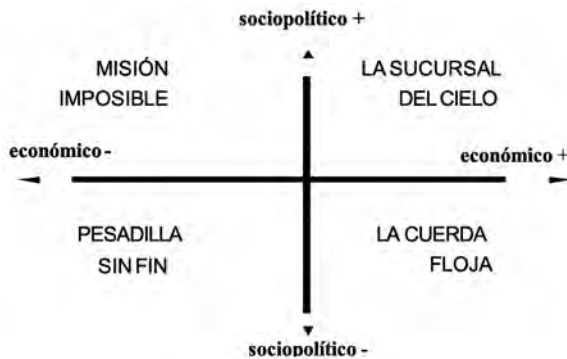 sociopolítico +
MISIÓN
IMPOSIBLE
LA SUCURSAL
DEL CIELO
económico -
económico +
PESADILLA
SIN FIN
LA CUERDA
FLOJA
sociopolítico -